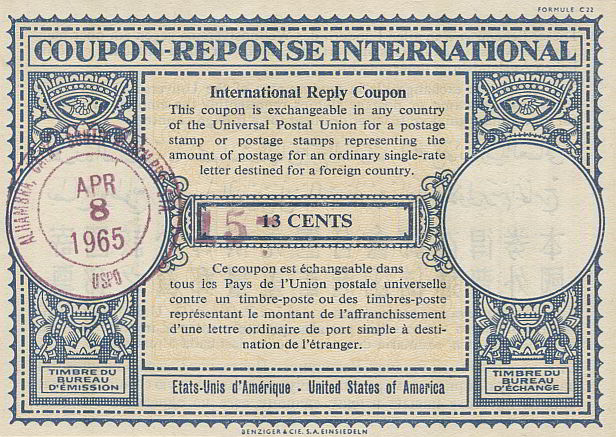 FORMULE C 22
COUPON-REPONSE INTERNATIONAL
International Reply Coupon
This coupon is exchangeable in any country
of the Universal Postal Union for a postage
stamp or postage stamps representing the
amount of postage for an ordinary single-rate
letter destined for a foreign country.
ALHAMBRA,
APR
8
1965
USPO
15
13 CENTS
Ce coupon est échangeable dans
tous les Pays de l'Union postale universelle
contre un timbre-poste ou des timbres-poste
représentant le montant de l'affranchissement
d'une lettre ordinaire de port simple à desti-
nation de l'étranger.
TIMBRE DU
BUREAU
D'ÉMISSION
Etats-Unis d'Amérique - United States of America
TIMBRE DU
BUREAU
D'ÉCHANGE
BENZIGER & CIE. S.A. EINSIEDELN